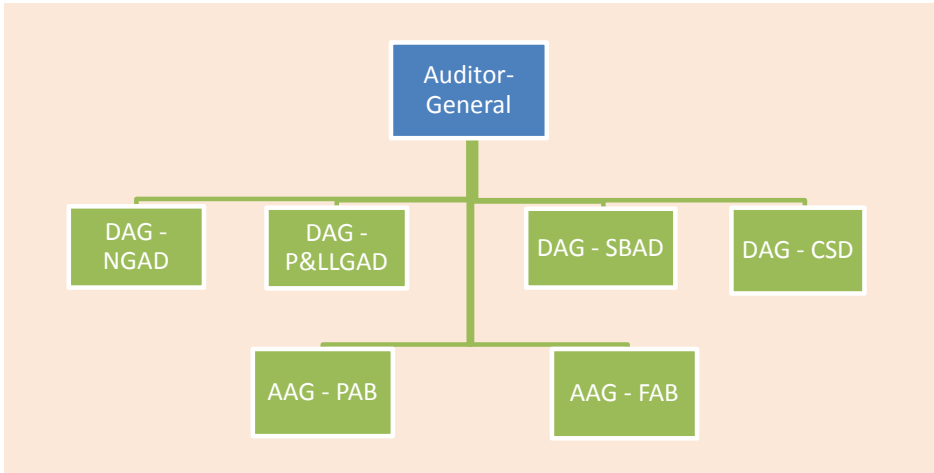 Auditor-
General
DAG -
NGAD
DAG -
P&LLGAD
DAG - SBAD
DAG - CSD
AAG - PAB
AAG - FAB